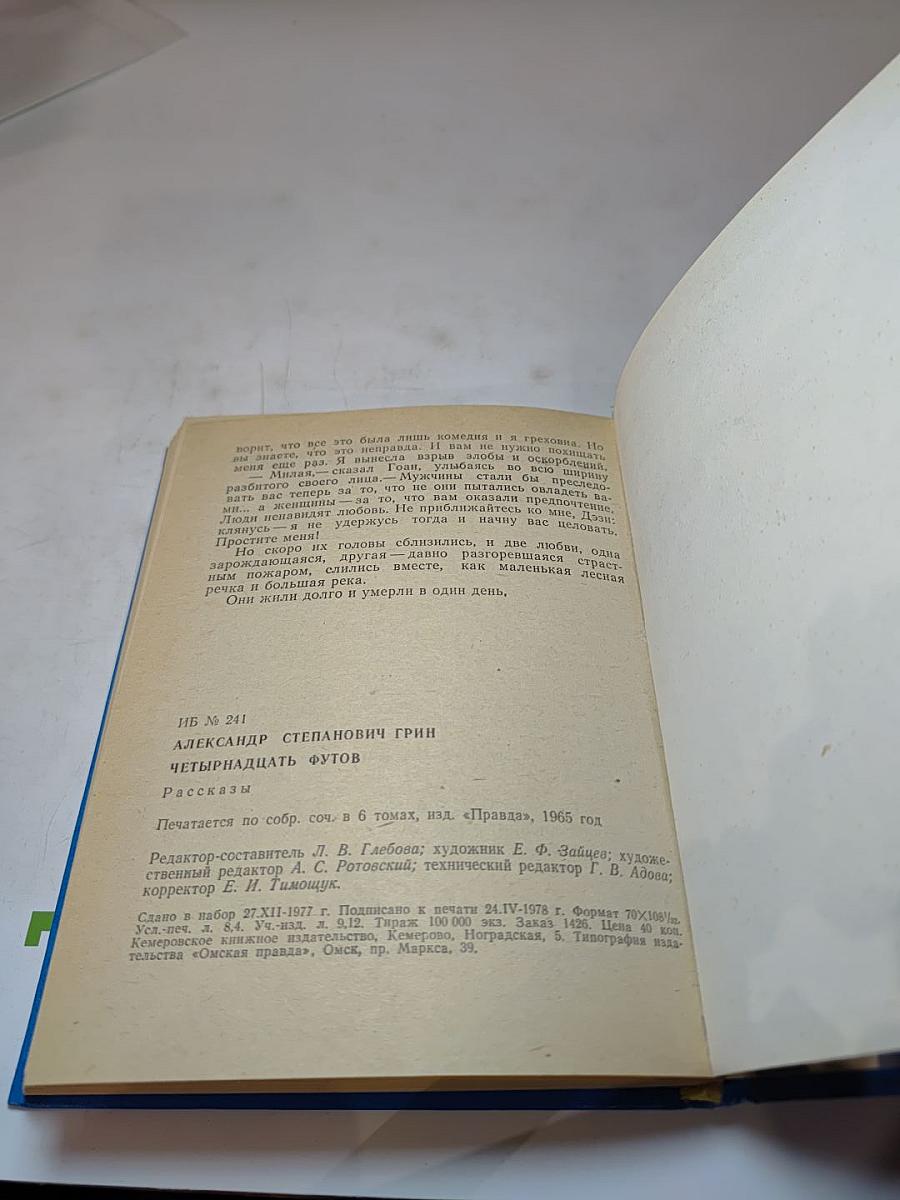 ворит, что все это была лишь комедия и я греховна. Но
вы знаете, что это неправда. И вам не нужно похищать
меня еще раз. Я вынесла взрыв злобы и оскорблений.
— Милая,— сказал Гоан, улыбаясь во всю ширину
разбитого своего лица.— Мужчины стали бы преследо-
вать вас теперь за то, что не они пытались овладеть ва-
ми... а женщины — за то, что вам оказали предпочтение.
Люди ненавидят любовь. Не приближайтесь ко мне, Дэзи:
клянусь — я не удержусь тогда и начну вас целовать.
Простите меня!
Но скоро их головы сблизились, и две любви, одна
зарождающаяся, другая — давно разгоревшаяся страст-
ным пожаром, слились вместе, как маленькая лесная
речка и большая река.
Они жили долго и умерли в один день.
ИБ № 241
АЛЕКСАНДР СТЕПАНОВИЧ ГРИН
ЧЕТЫРНАДЦАТЬ ФУТОВ
Рассказы
Печатается по собр. соч. в 6 томах, изд. «Правда», 1965 год
Редактор-составитель Л. В. Глебова; художник Е. Ф. Зайцев; художе-
ственный редактор А. С. Ротовский; технический редактор Г. В. Адова;
корректор Е. И. Тимощук.
Сдано в набор 27.XII-1977 г. Подписано к печати 24.IV-1978 г. Формат 70×108¹/₃₂.
Усл.-печ. л. 8,4. Уч.-изд. л. 9,12. Тираж 100 000 экз. Заказ 1426. Цена 40 коп.
Кемеровское книжное издательство, Кемерово, Ноградская, 5. Типография изда-
тельства «Омская правда», Омск, пр. Маркса, 39.